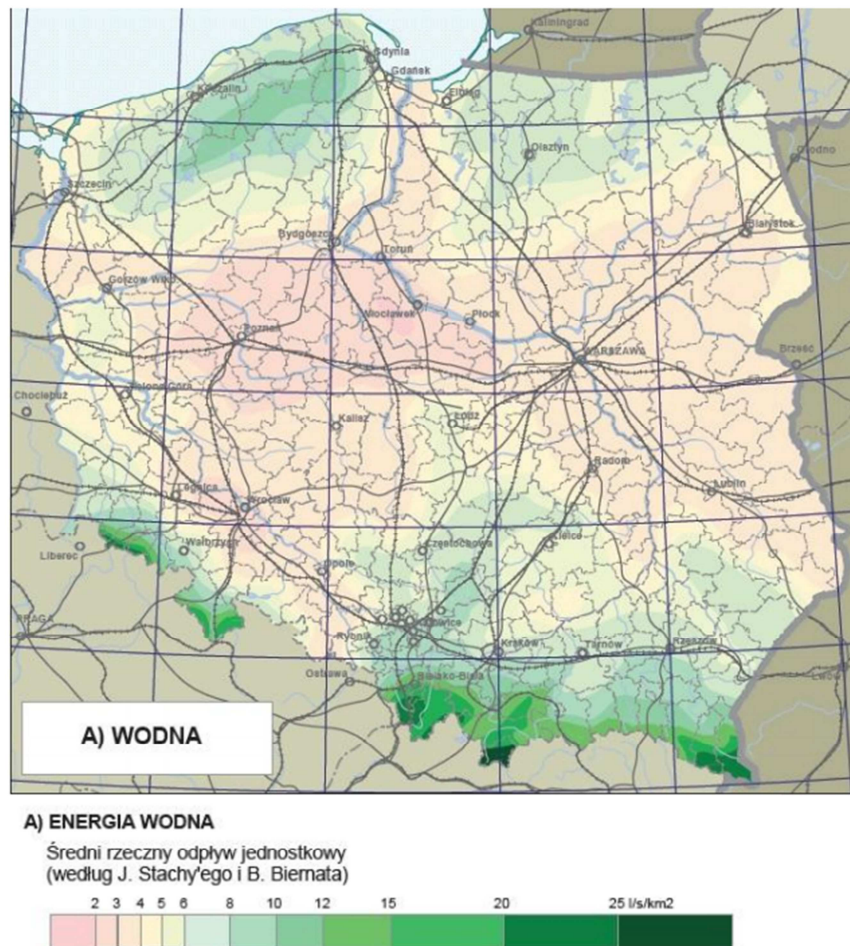 Kaliningrad
Gdynia
Gdańsk
Koszalin
Elbląg
Olsztyn
Grodno
Szczecin
Białystok
Bydgoszcz
Toruń
Gorzów Wlkp.
Włocławek
Płock
Poznań
WARSZAWA
Brześć
Chociebuż
Zielona Góra
Kalisz
Łódź
Radom
Lublin
Legnica
Wrocław
Liberec
Wałbrzych
Częstochowa
Kielce
Opole
PRAGA
Katowice
Rybnik
Kraków
Tarnów
Rzeszów
Ostrawa
Bielsko-Biała
Lwów
A) WODNA
A) ENERGIA WODNA
Średni rzeczny odpływ jednostkowy
(według J. Stachy'ego i B. Biernata)
2 3 4 5 6 8 10 12 15 20 25 l/s/km2